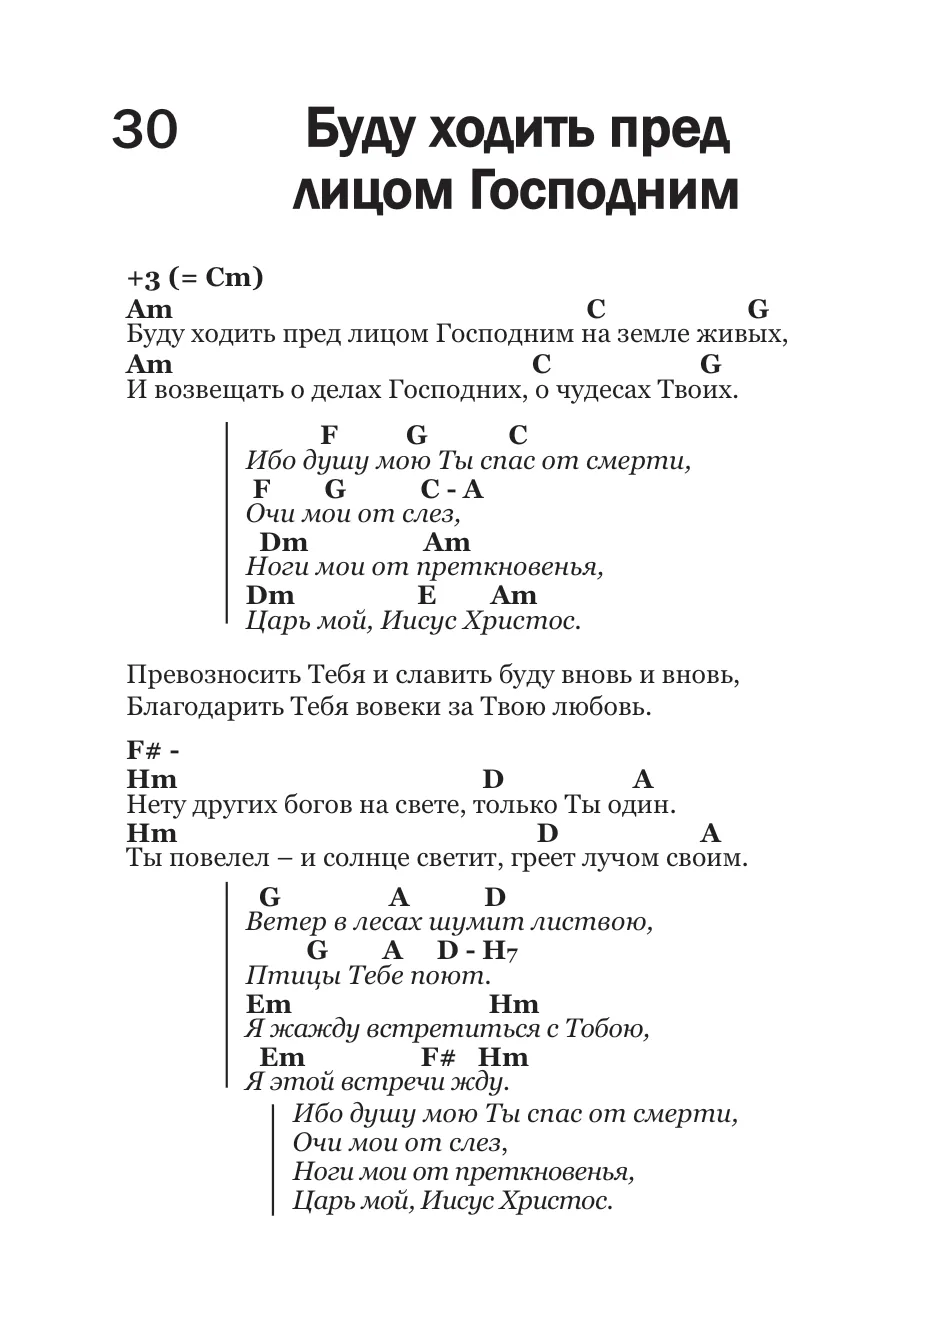 30
Буду ходить пред
лицом Господним
+3 (= Cm)
Am C G
Буду ходить пред лицом Господним на земле живых,
Am C G
И возвещать о делах Господних, о чудесах Твоих.
F G C
Ибо душу мою Ты спас от смерти,
F G C - A
Очи мои от слез,
Dm Am
Ноги мои от преткновенья,
Dm E Am
Царь мой, Иисус Христос.
Превозносить Тебя и славить буду вновь и вновь,
Благодарить Тебя вовеки за Твою любовь.
F# -
Hm D A
Нету других богов на свете, только Ты один.
Hm D A
Ты повелел – и солнце светит, греет лучом своим.
G A D
Ветер в лесах шумит листвою,
G A D - H7
Птицы Тебе поют.
Em Hm
Я жажду встретиться с Тобою,
Em F# Hm
Я этой встречи жду.
Ибо душу мою Ты спас от смерти,
Очи мои от слез,
Ноги мои от преткновенья,
Царь мой, Иисус Христос.